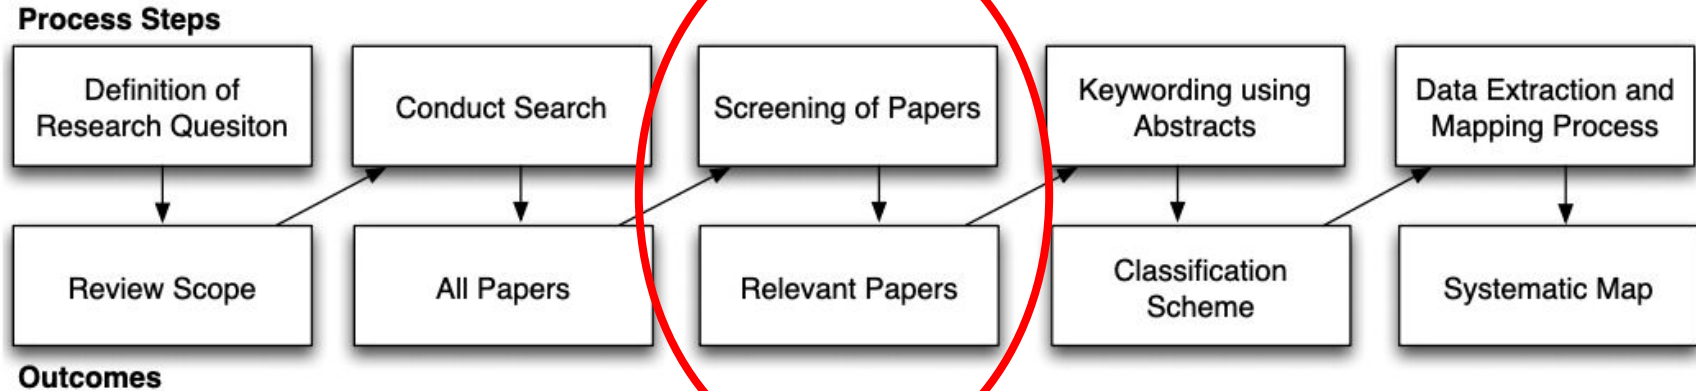 Process Steps
Definition of
Research Quesiton
Conduct Search
Screening of Papers
Keywording using
Abstracts
Data Extraction and
Mapping Process
Review Scope
All Papers
Relevant Papers
Classification
Scheme
Systematic Map
Outcomes